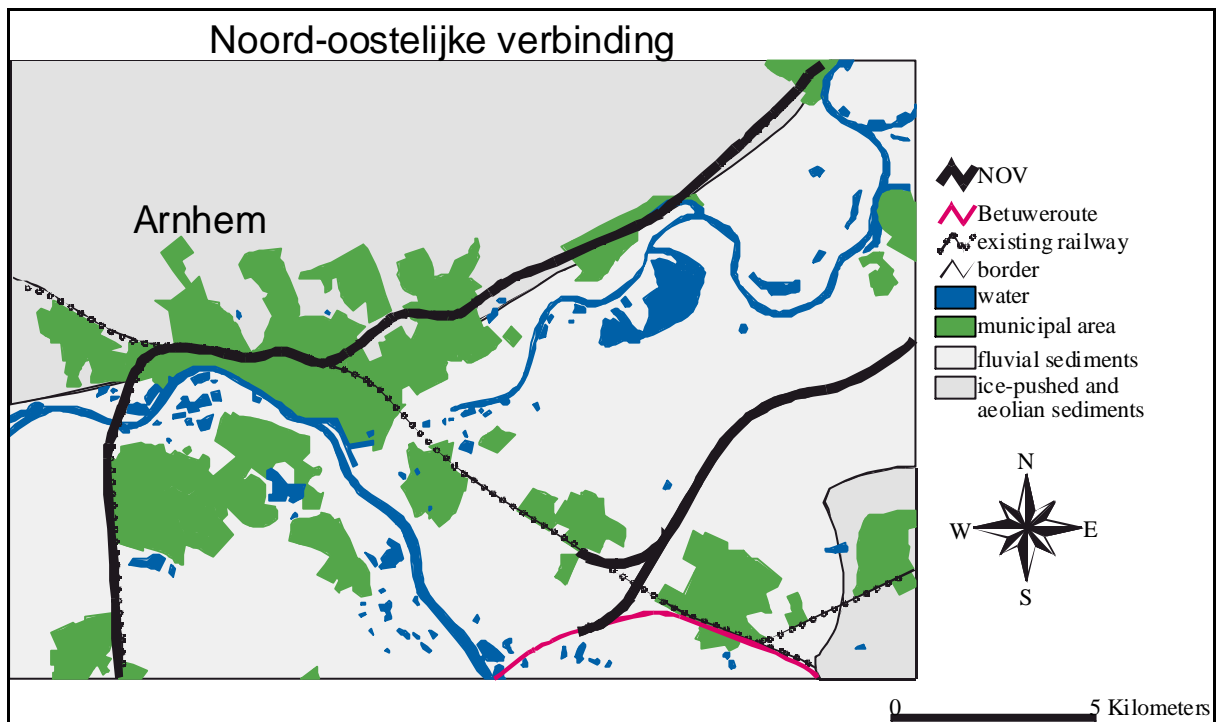 Noord-oostelijke verbinding
Arnhem
NOV
Betuweroute
existing railway
border
water
municipal area
fluvial sediments
ice-pushed and
aeolian sediments
N
W E
S
0 5 Kilometers